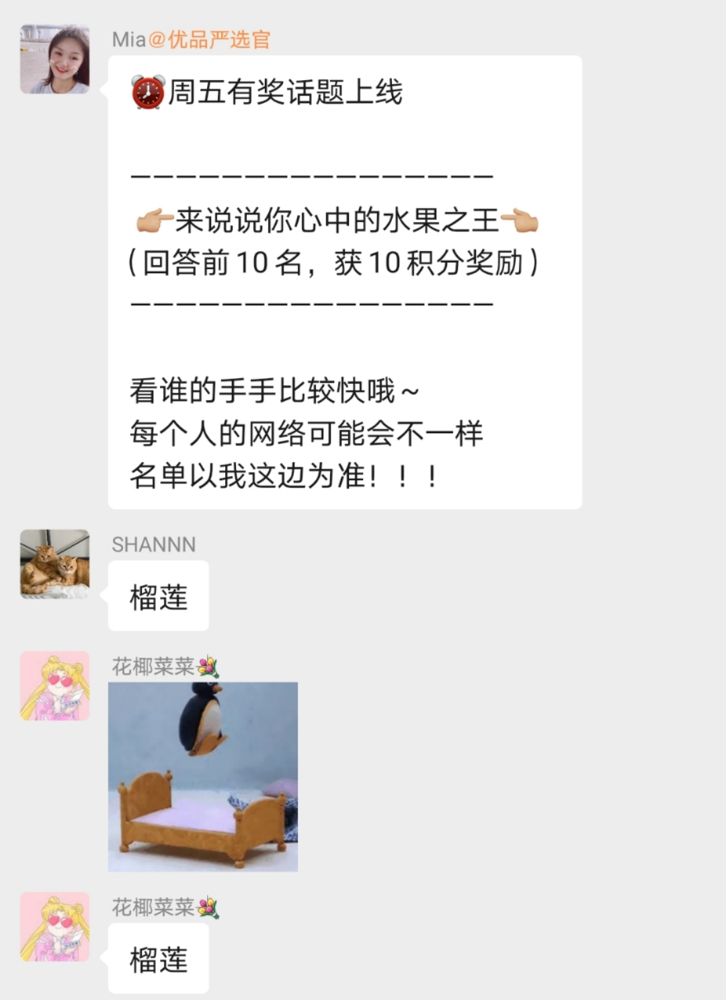 Mia@优品严选官
⏰周五有奖话题上线
————————————————
👉🏼来说说你心中的水果之王👈🏼
（回答前10名，获10积分奖励）
————————————————
看谁的手手比较快哦～
每个人的网络可能会不一样
名单以我这边为准！！！
SHANNN
榴莲
花椰菜菜💐
花椰菜菜💐
榴莲